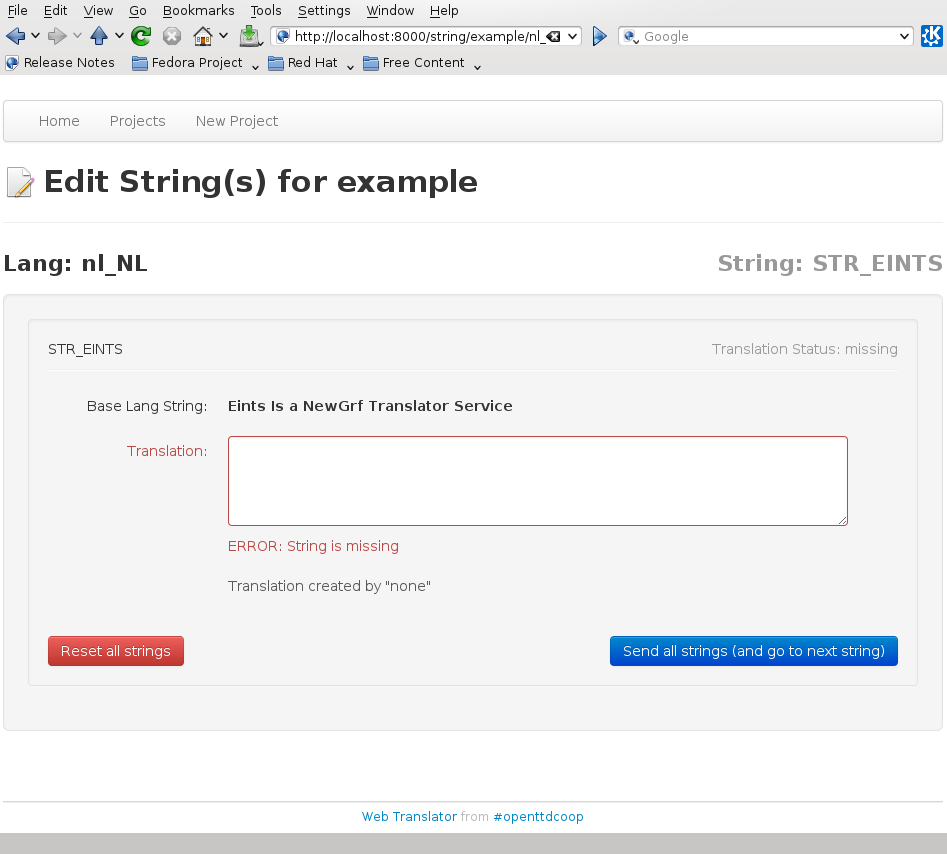 File Edit View Go Bookmarks Tools Settings Window Help
http://localhost:8000/string/example/nl_ Google
Release Notes Fedora Project Red Hat Free Content
Home Projects New Project
Edit String(s) for example
Lang: nl_NL String: STR_EINTS
STR_EINTS Translation Status: missing
Base Lang String: Eints Is a NewGrf Translator Service
Translation:
ERROR: String is missing
Translation created by "none"
Reset all strings Send all strings (and go to next string)
Web Translator from #openttdcoop